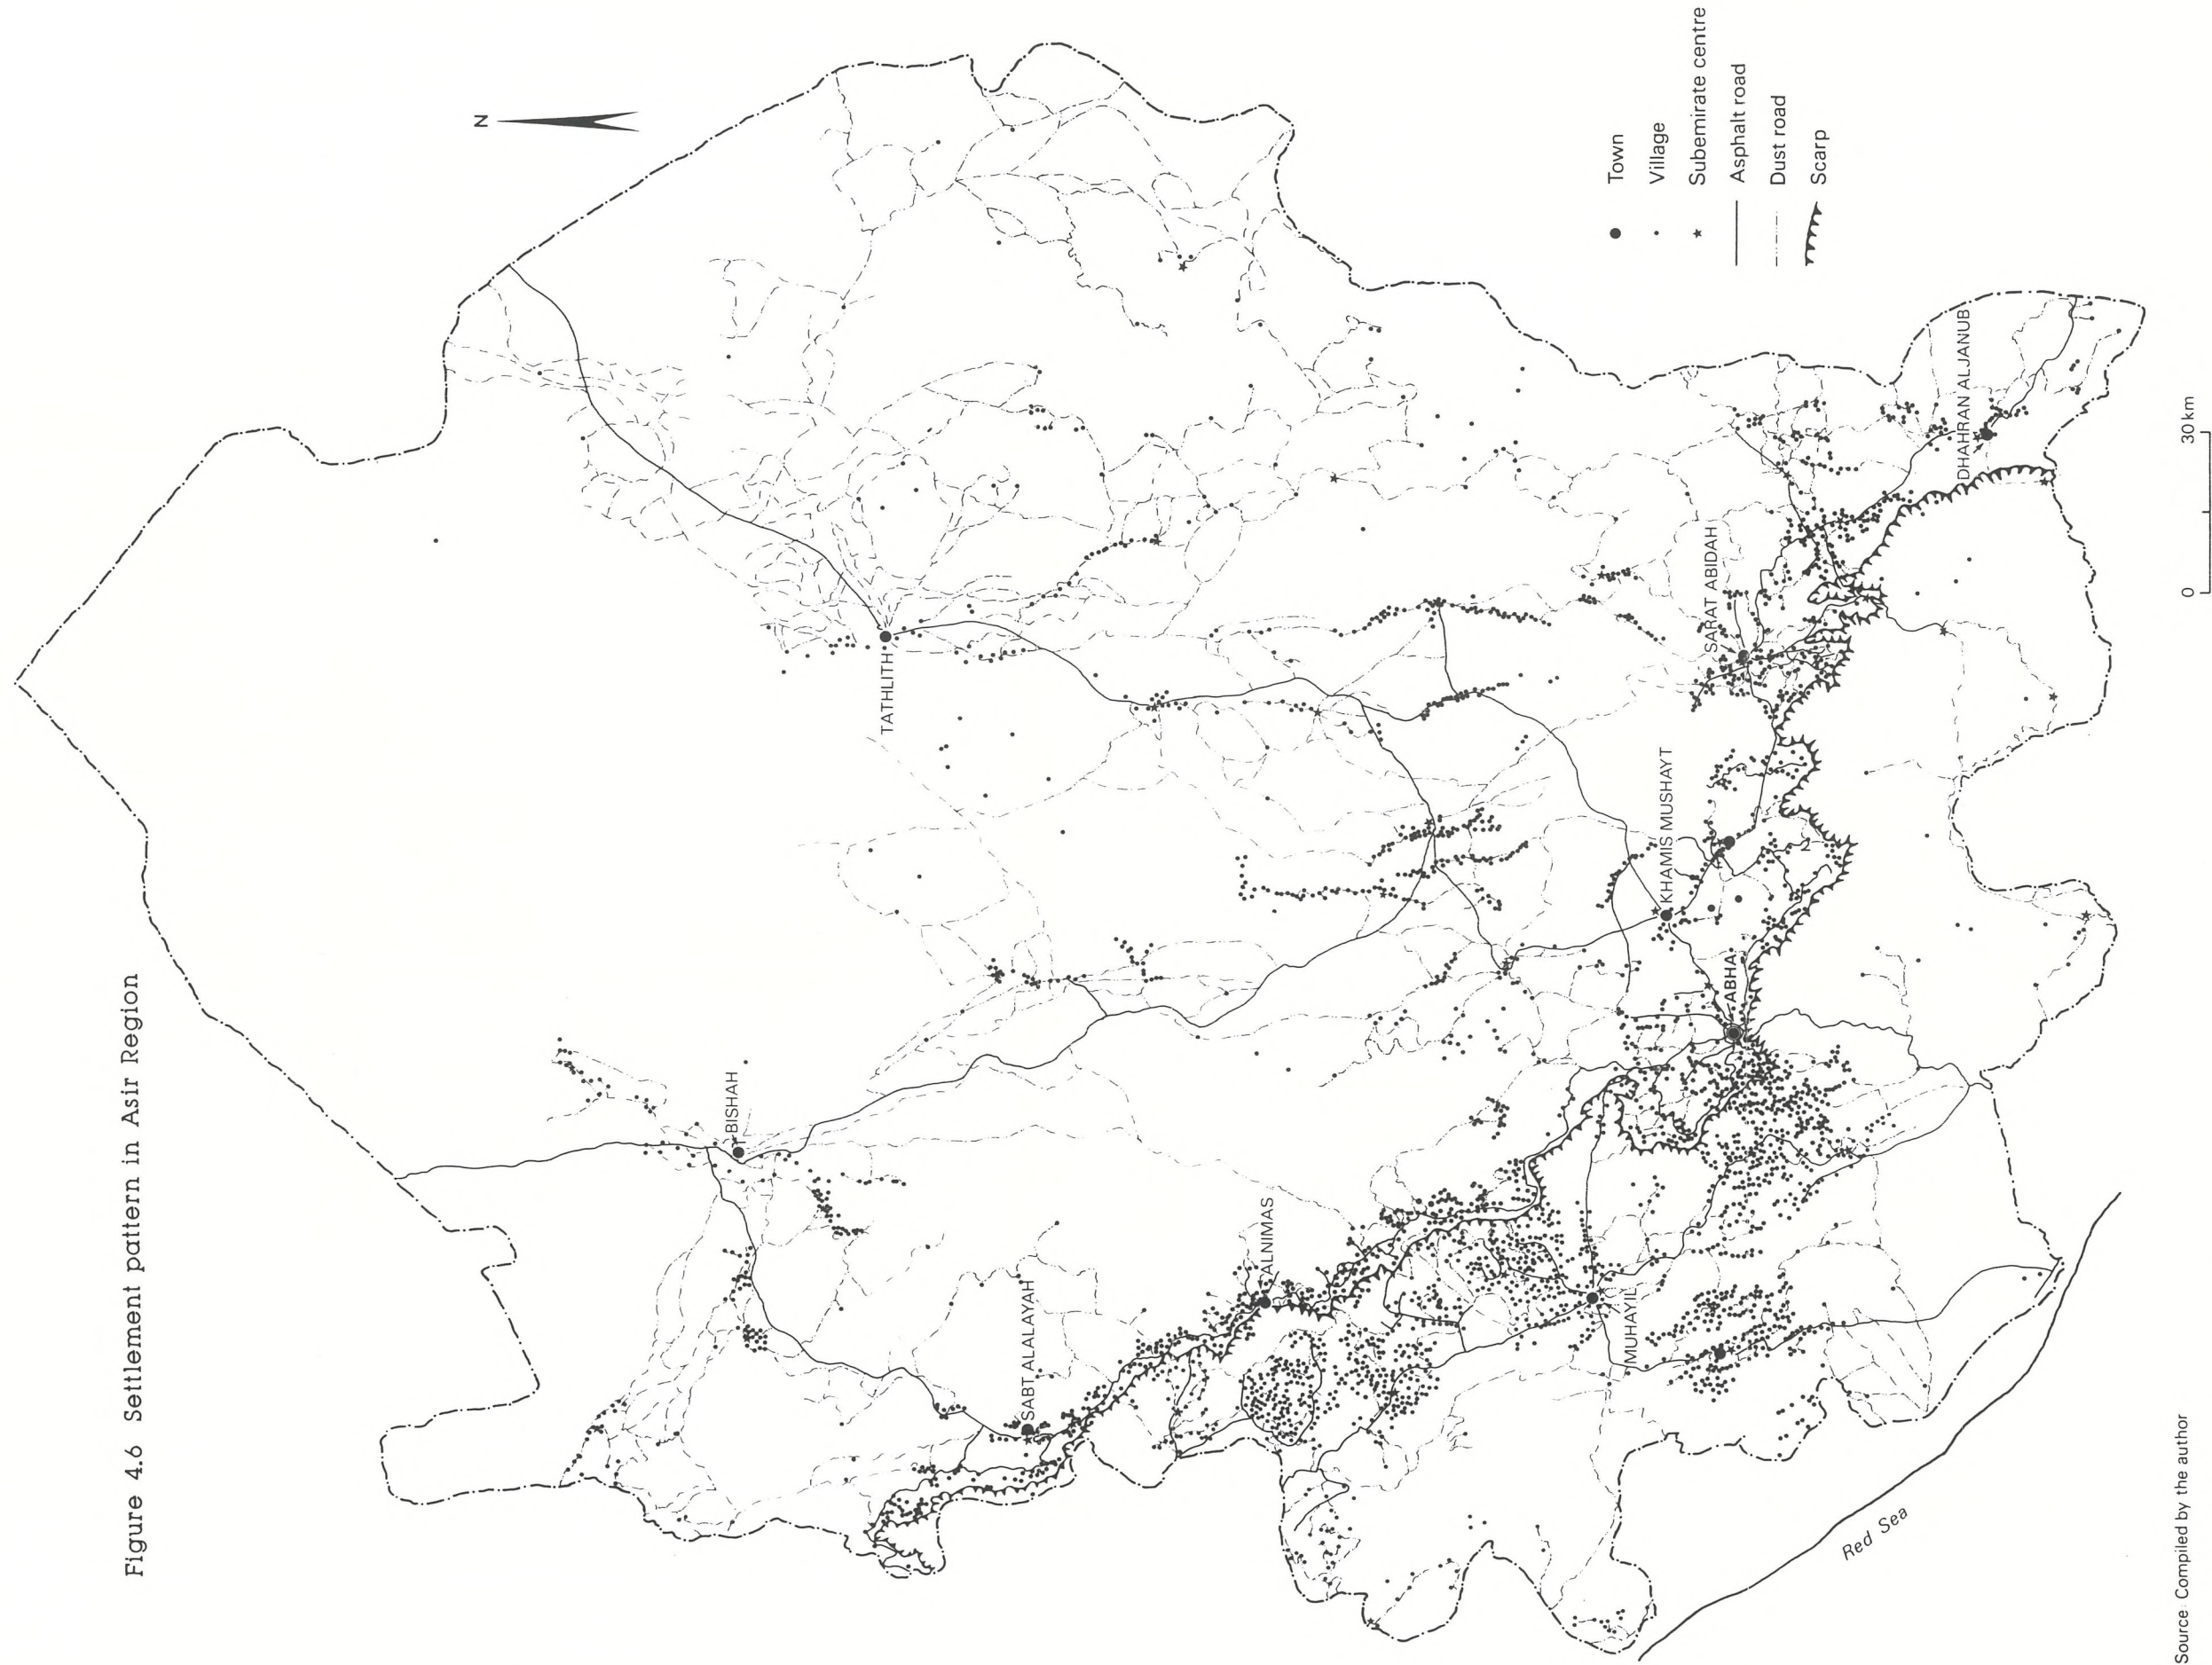 Figure 4.6 Settlement pattern in Asir Region
N
BISHAH
TATHLITH
SABT ALALAYAH
ALNIMAS
MUHAYIL
ABHA
KHAMIS MUSHAYT
SARAT ABIDAH
DHAHRAN ALJANUB
Red Sea
Town
Village
Subemirate centre
Asphalt road
Dust road
Scarp
0 30 km
Source: Compiled by the author